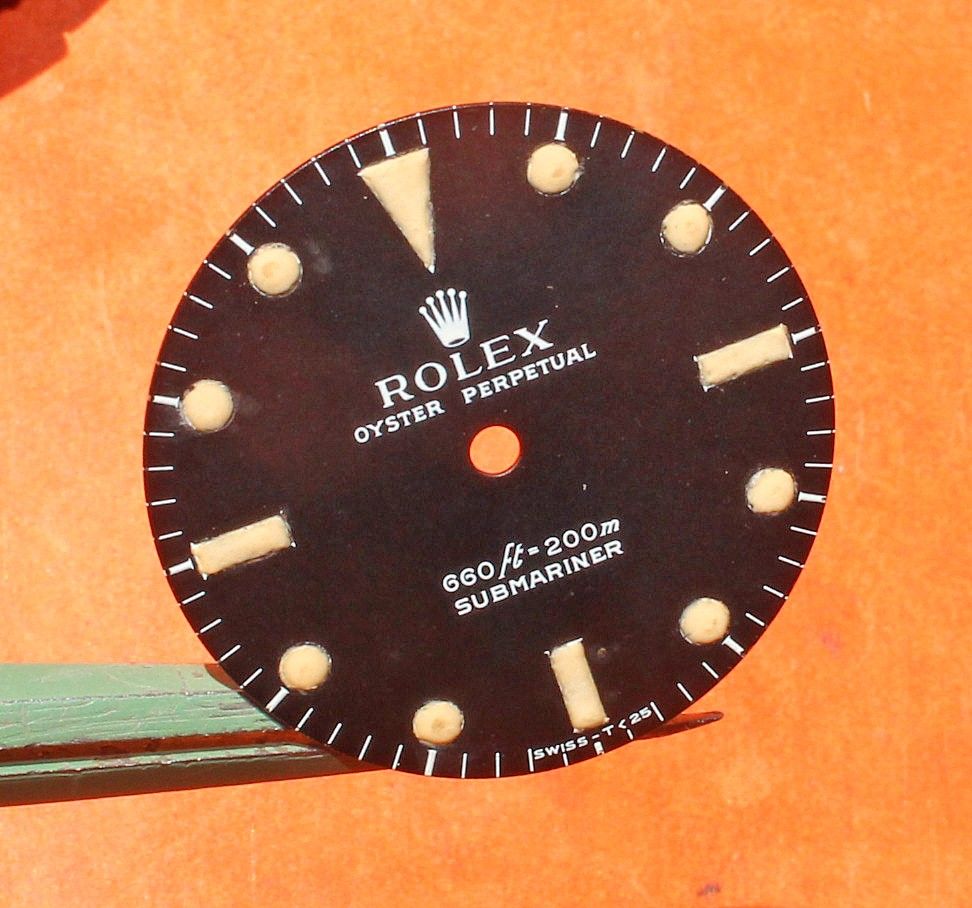 ROLEX
OYSTER PERPETUAL
660ft=200m
SUBMARINER
SWISS-T<25